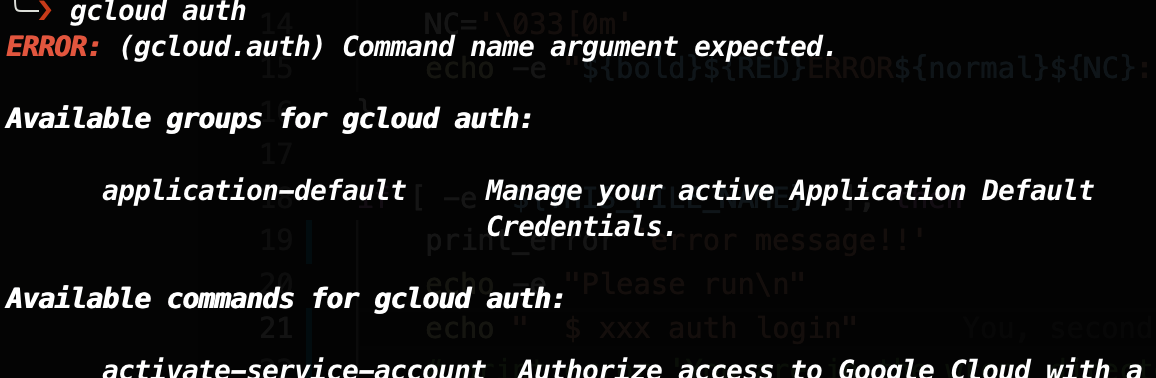 ╰─❯ gcloud auth
ERROR: (gcloud.auth) Command name argument expected.
14 NC='\033[0m'
15 echo -e "${bold}${RED}ERROR${normal}${NC}:
16 }
Available groups for gcloud auth:
17
application-default Manage your active Application Default
[ -e
Credentials.
19 print_error "error message!!'
20 echo -e "Please run\n"
Available commands for gcloud auth:
21 echo " $ xxx auth login" You, second
activate-service-account Authorize access to Google Cloud with a